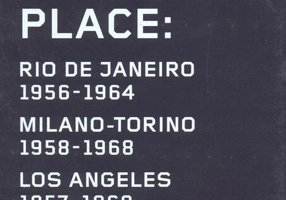 PLACE:
RIO DE JANEIRO
1956-1964
MILANO-TORINO
1958-1968
LOS ANGELES